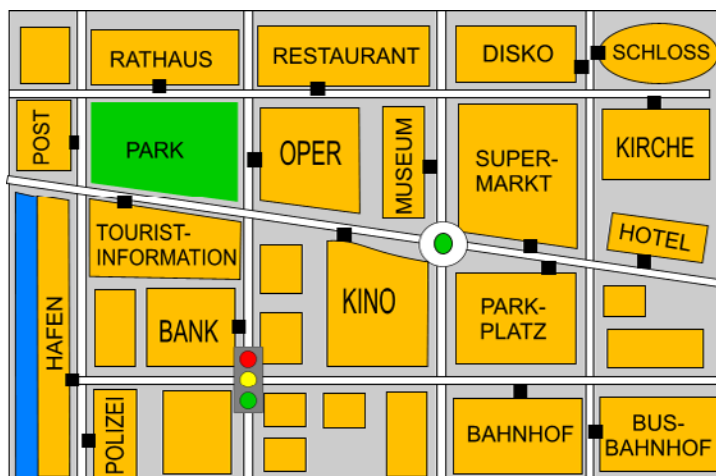 RATHAUS
RESTAURANT
DISKO
SCHLOSS
POST
PARK
OPER
MUSEUM
SUPER-
MARKT
KIRCHE
TOURIST-
INFORMATION
HOTEL
HAFEN
BANK
KINO
PARK-
PLATZ
POLIZEI
BAHNHOF
BUS-
BAHNHOF